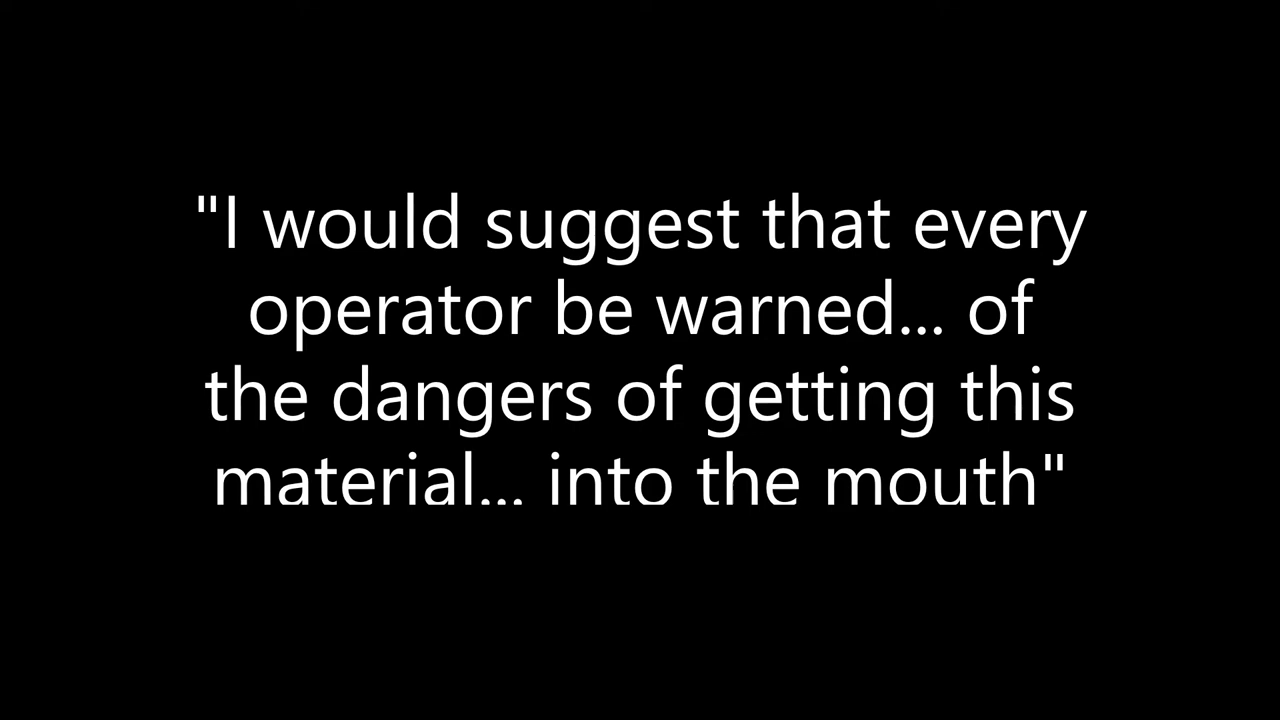 "I would suggest that every
operator be warned... of
the dangers of getting this
material... into the mouth"